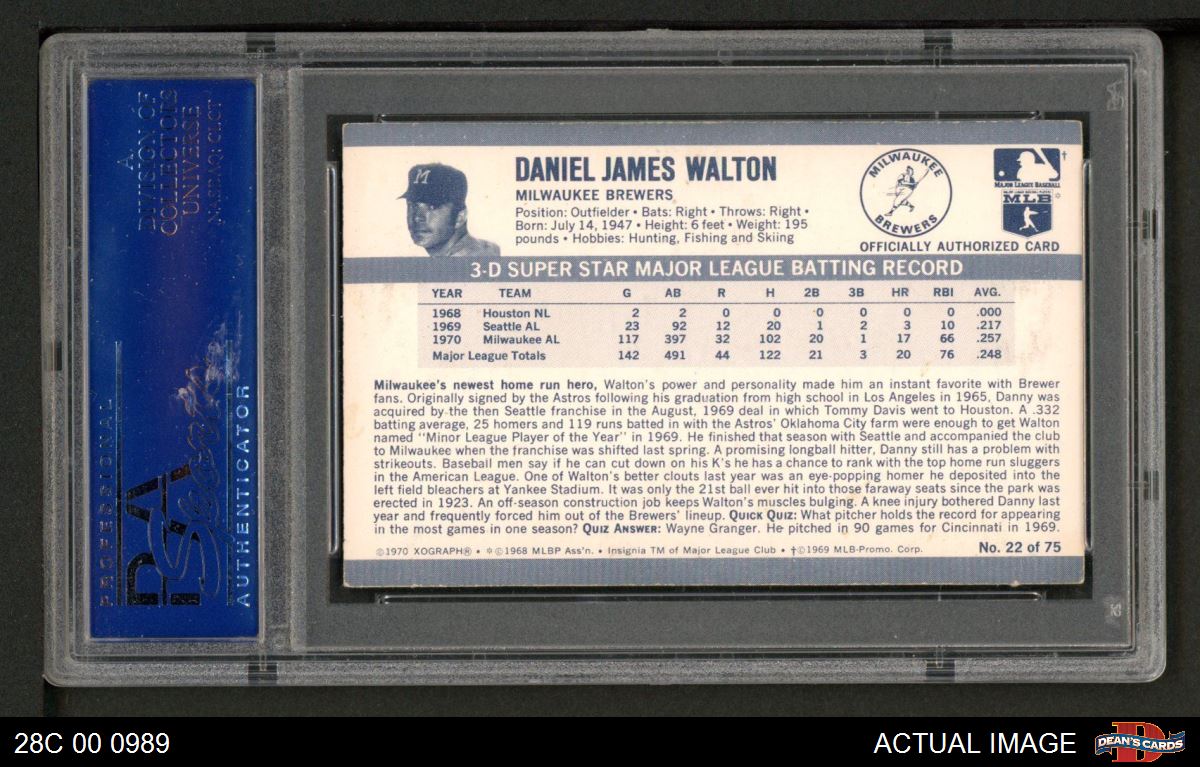 A
DIVISION OF
COLLECTORS
UNIVERSE
NASDAQ: CLCT
PROFESSIONAL
PSA
AUTHENTICATOR
M
DANIEL JAMES WALTON
MILWAUKEE BREWERS
Position: Outfielder • Bats: Right • Throws: Right •
Born: July 14, 1947 • Height: 6 feet • Weight: 195
pounds • Hobbies: Hunting, Fishing and Skiing
MILWAUKEE
BREWERS
†
MAJOR LEAGUE BASEBALL
MLB
OFFICIALLY AUTHORIZED CARD
3-D SUPER STAR MAJOR LEAGUE BATTING RECORD
YEAR TEAM G AB R H 2B 3B HR RBI AVG.
1968 Houston NL 2 2 0 0 0 0 0 0 .000
1969 Seattle AL 23 92 12 20 1 2 3 10 .217
1970 Milwaukee AL 117 397 32 102 20 1 17 66 .257
Major League Totals 142 491 44 122 21 3 20 76 .248
Milwaukee's newest home run hero, Walton's power and personality made him an instant favorite with Brewer
fans. Originally signed by the Astros following his graduation from high school in Los Angeles in 1965, Danny was
acquired by the then Seattle franchise in the August, 1969 deal in which Tommy Davis went to Houston. A .332
batting average, 25 homers and 119 runs batted in with the Astros' Oklahoma City farm were enough to get Walton
named "Minor League Player of the Year" in 1969. He finished that season with Seattle and accompanied the club
to Milwaukee when the franchise was shifted last spring. A promising longball hitter, Danny still has a problem with
strikeouts. Baseball men say if he can cut down on his K's he has a chance to rank with the top home run sluggers
in the American League. One of Walton's better clouts last year was an eye-popping homer he deposited into the
left field bleachers at Yankee Stadium. It was only the 21st ball ever hit into those faraway seats since the park was
erected in 1923. An off-season construction job keeps Walton's muscles bulging. A knee injury bothered Danny last
year and frequently forced him out of the Brewers' lineup. QUICK QUIZ: What pitcher holds the record for appearing
in the most games in one season? QUIZ ANSWER: Wayne Granger. He pitched in 90 games for Cincinnati in 1969.
©1970 XOGRAPH® • ☆©1968 MLBP Ass'n. • Insignia TM of Major League Club • †©1969 MLB-Promo. Corp. No. 22 of 75
28C 00 0989
ACTUAL IMAGE
D
DEAN'S CARDS